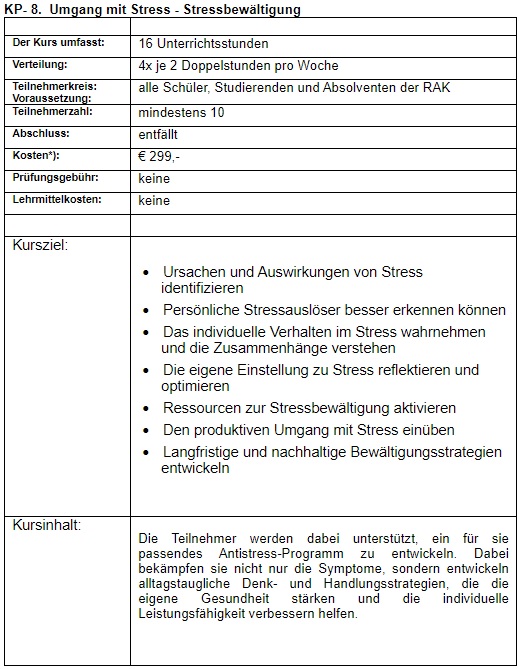 KP- 8.  Umgang mit Stress - Stressbewältigung
Der Kurs umfasst: 16 Unterrichtsstunden
Verteilung: 4x je 2 Doppelstunden pro Woche
Teilnehmerkreis: alle Schüler, Studierenden und Absolventen der RAK
Voraussetzung:
Teilnehmerzahl: mindestens 10
Abschluss: entfällt
Kosten*): € 299,-
Prüfungsgebühr: keine
Lehrmittelkosten: keine
Kursziel:
• Ursachen und Auswirkungen von Stress
identifizieren
• Persönliche Stressauslöser besser erkennen können
• Das individuelle Verhalten im Stress wahrnehmen
und die Zusammenhänge verstehen
• Die eigene Einstellung zu Stress reflektieren und
optimieren
• Ressourcen zur Stressbewältigung aktivieren
• Den produktiven Umgang mit Stress einüben
• Langfristige und nachhaltige Bewältigungsstrategien
entwickeln
Kursinhalt:
Die Teilnehmer werden dabei unterstützt, ein für sie
passendes Antistress-Programm zu entwickeln. Dabei
bekämpfen sie nicht nur die Symptome, sondern entwickeln
alltagstaugliche Denk- und Handlungsstrategien, die die
eigene Gesundheit stärken und die individuelle
Leistungsfähigkeit verbessern helfen.